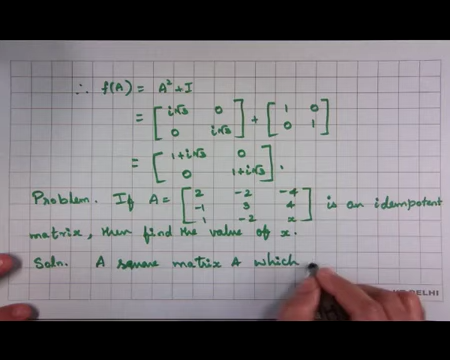 ∴ f(A) = A² + I
= [ i√3 0 ; 0 i√3 ] + [ 1 0 ; 0 1 ]
= [ 1+i√3 0 ; 0 1+i√3 ].
Problem. If A = [ 2 -2 -4 ; -1 3 4 ; 1 -2 x ] is an idempotent
matrix, then find the value of x.
Soln. A square matrix A which
DELHI